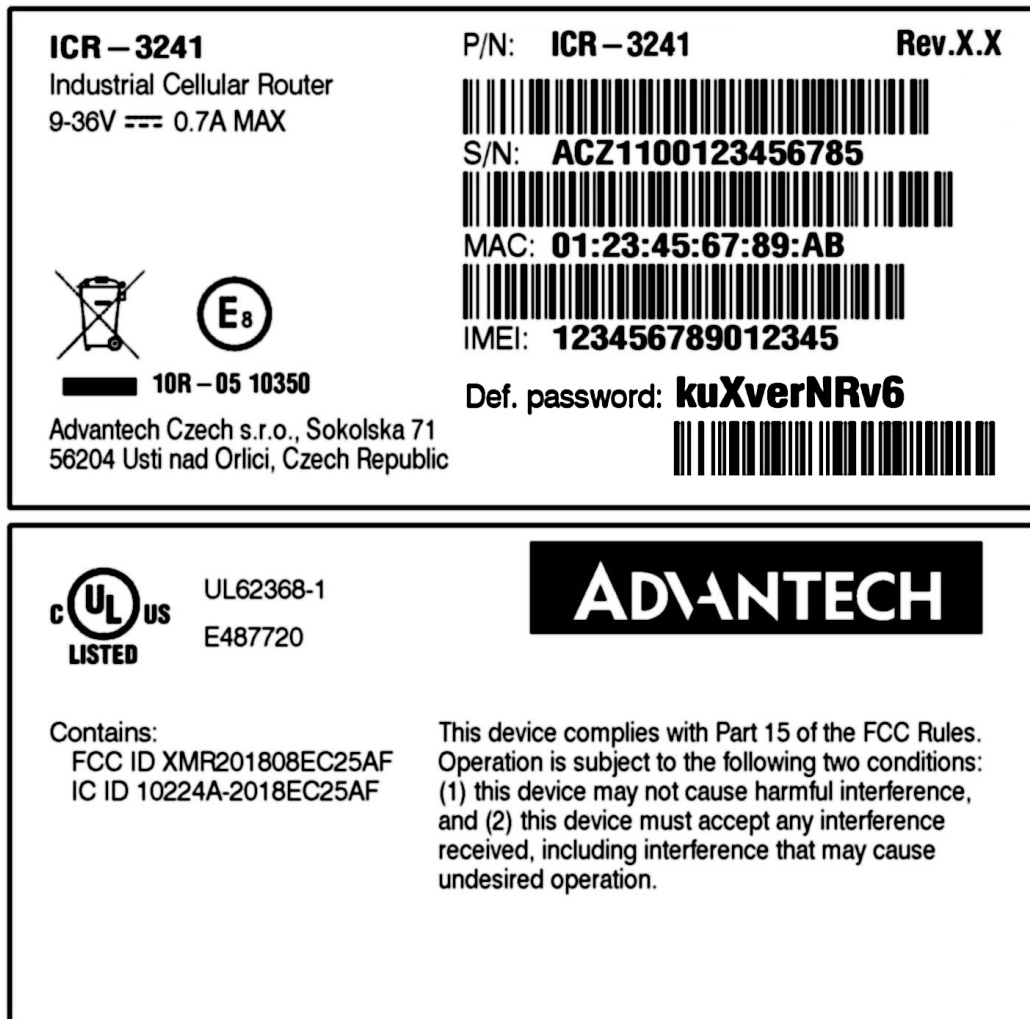 ICR – 3241
Industrial Cellular Router
9-36V 0.7A MAX
E8
10R – 05 10350
Advantech Czech s.r.o., Sokolska 71
56204 Usti nad Orlici, Czech Republic
P/N: ICR – 3241 Rev.X.X
S/N: ACZ1100123456785
MAC: 01:23:45:67:89:AB
IMEI: 123456789012345
Def. password: kuXverNRv6
C UL US
LISTED
UL62368-1
E487720
ADVANTECH
Contains:
FCC ID XMR201808EC25AF
IC ID 10224A-2018EC25AF
This device complies with Part 15 of the FCC Rules.
Operation is subject to the following two conditions:
(1) this device may not cause harmful interference,
and (2) this device must accept any interference
received, including interference that may cause
undesired operation.